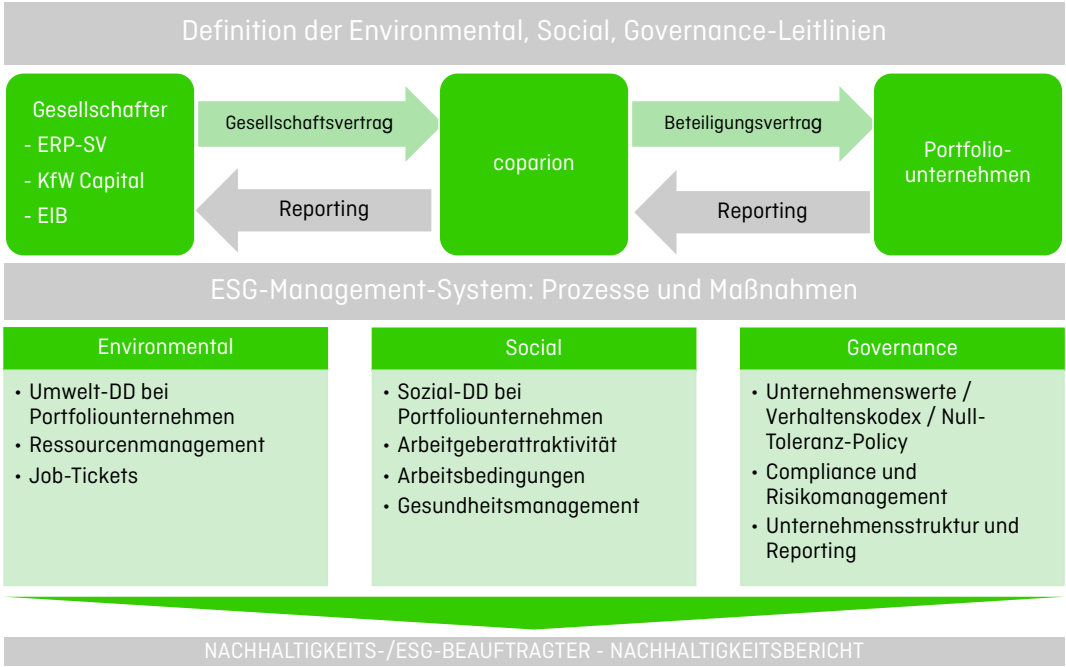 Definition der Environmental, Social, Governance-Leitlinien
Gesellschafter
- ERP-SV
- KfW Capital
- EIB
Gesellschaftsvertrag
Reporting
coparion
Beteiligungsvertrag
Reporting
Portfolio-
unternehmen
ESG-Management-System: Prozesse und Maßnahmen
Environmental
• Umwelt-DD bei
Portfoliounternehmen
• Ressourcenmanagement
• Job-Tickets
Social
• Sozial-DD bei
Portfoliounternehmen
• Arbeitgeberattraktivität
• Arbeitsbedingungen
• Gesundheitsmanagement
Governance
• Unternehmenswerte /
Verhaltenskodex / Null-
Toleranz-Policy
• Compliance und
Risikomanagement
• Unternehmensstruktur und
Reporting
NACHHALTIGKEITS-/ESG-BEAUFTRAGTER - NACHHALTIGKEITSBERICHT